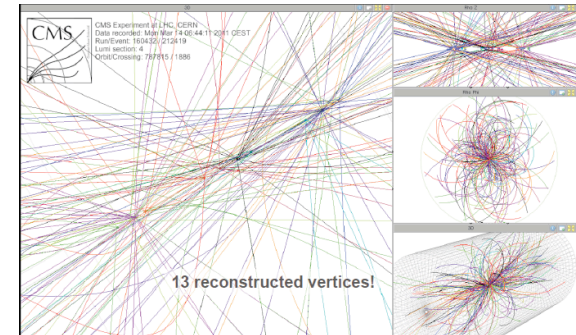 3D
CMS
CMS Experiment at LHC, CERN
Data recorded: Mon Mar 14 06:44:11 2011 CEST
Run/Event: 160432 / 212419
Lumi section: 4
Orbit/Crossing: 787815 / 1886
13 reconstructed vertices!
Rho Z
Rho Phi
3D